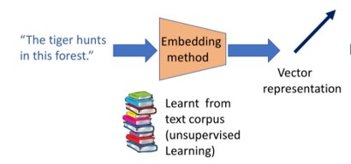 “The tiger hunts
in this forest.”
Embedding
method
Vector
representation
Learnt from
text corpus
(unsupervised
Learning)